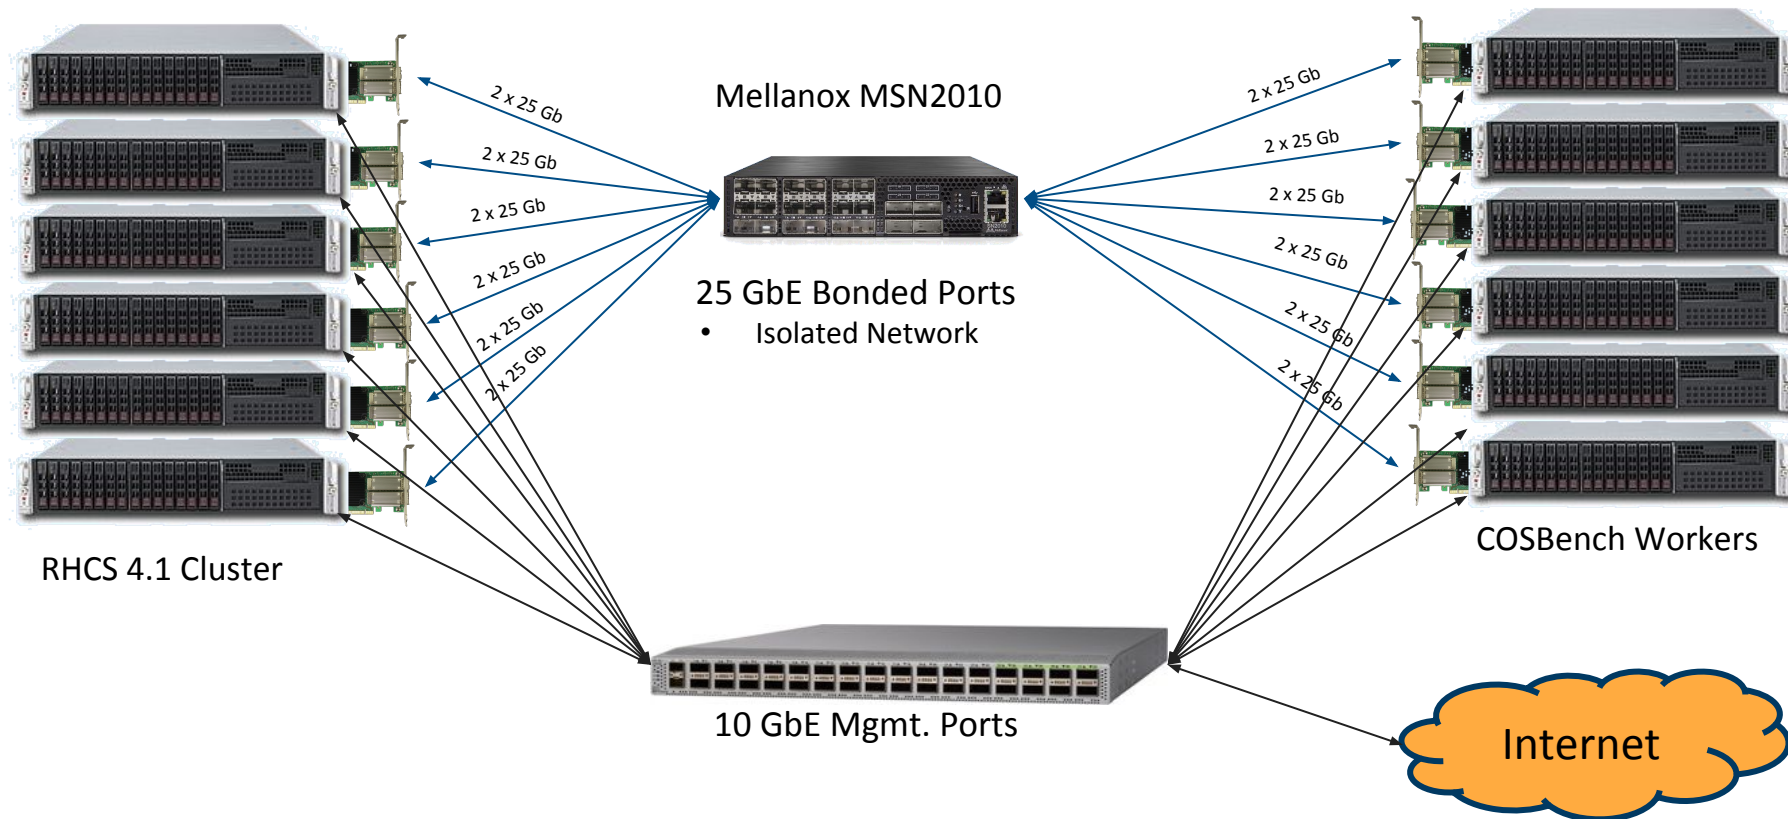 Mellanox MSN2010
2 x 25 Gb
2 x 25 Gb
2 x 25 Gb
2 x 25 Gb
2 x 25 Gb
2 x 25 Gb
2 x 25 Gb
2 x 25 Gb
2 x 25 Gb
2 x 25 Gb
2 x 25 Gb
2 x 25 Gb
SN2010
25 GbE Bonded Ports
• Isolated Network
RHCS 4.1 Cluster
COSBench Workers
10 GbE Mgmt. Ports
Internet